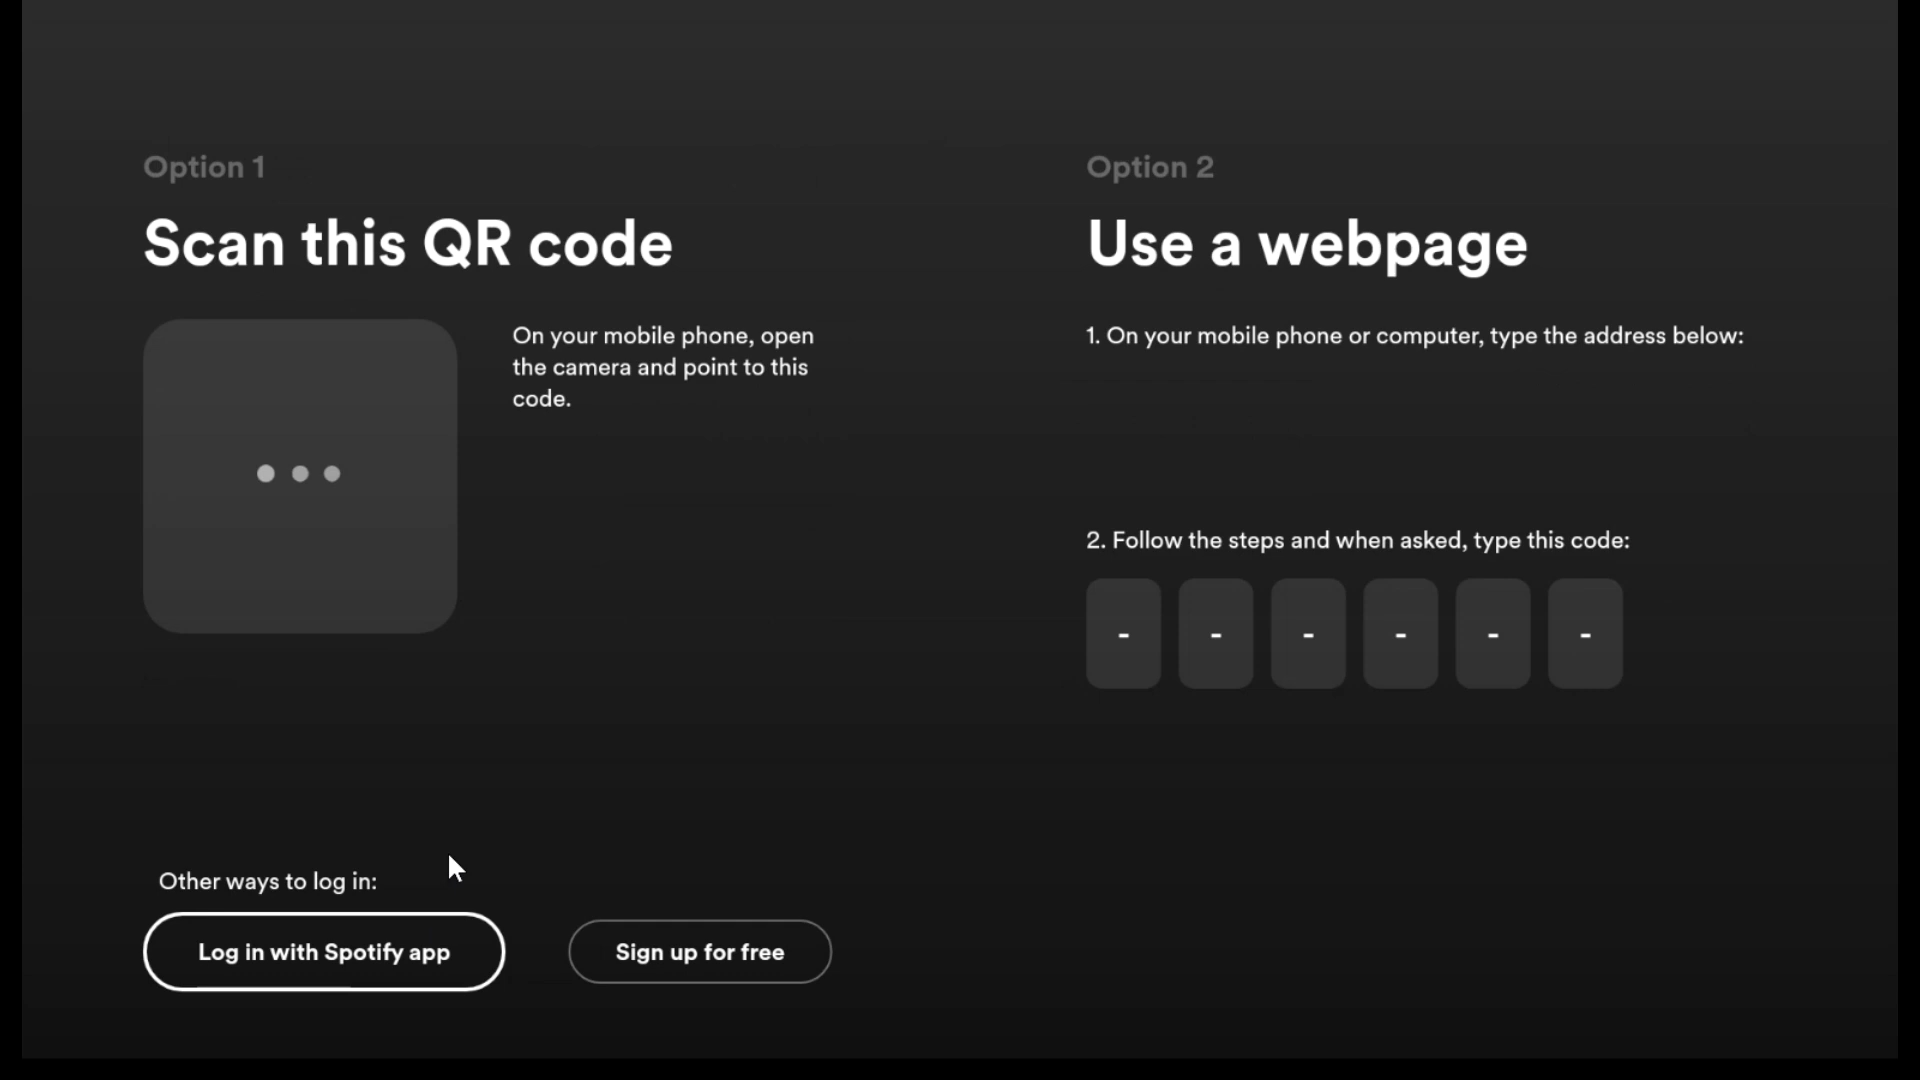 Option 1
Scan this QR code
On your mobile phone, open
the camera and point to this
code.
Option 2
Use a webpage
1. On your mobile phone or computer, type the address below:
2. Follow the steps and when asked, type this code:
- - - - - -
Other ways to log in:
Log in with Spotify app
Sign up for free